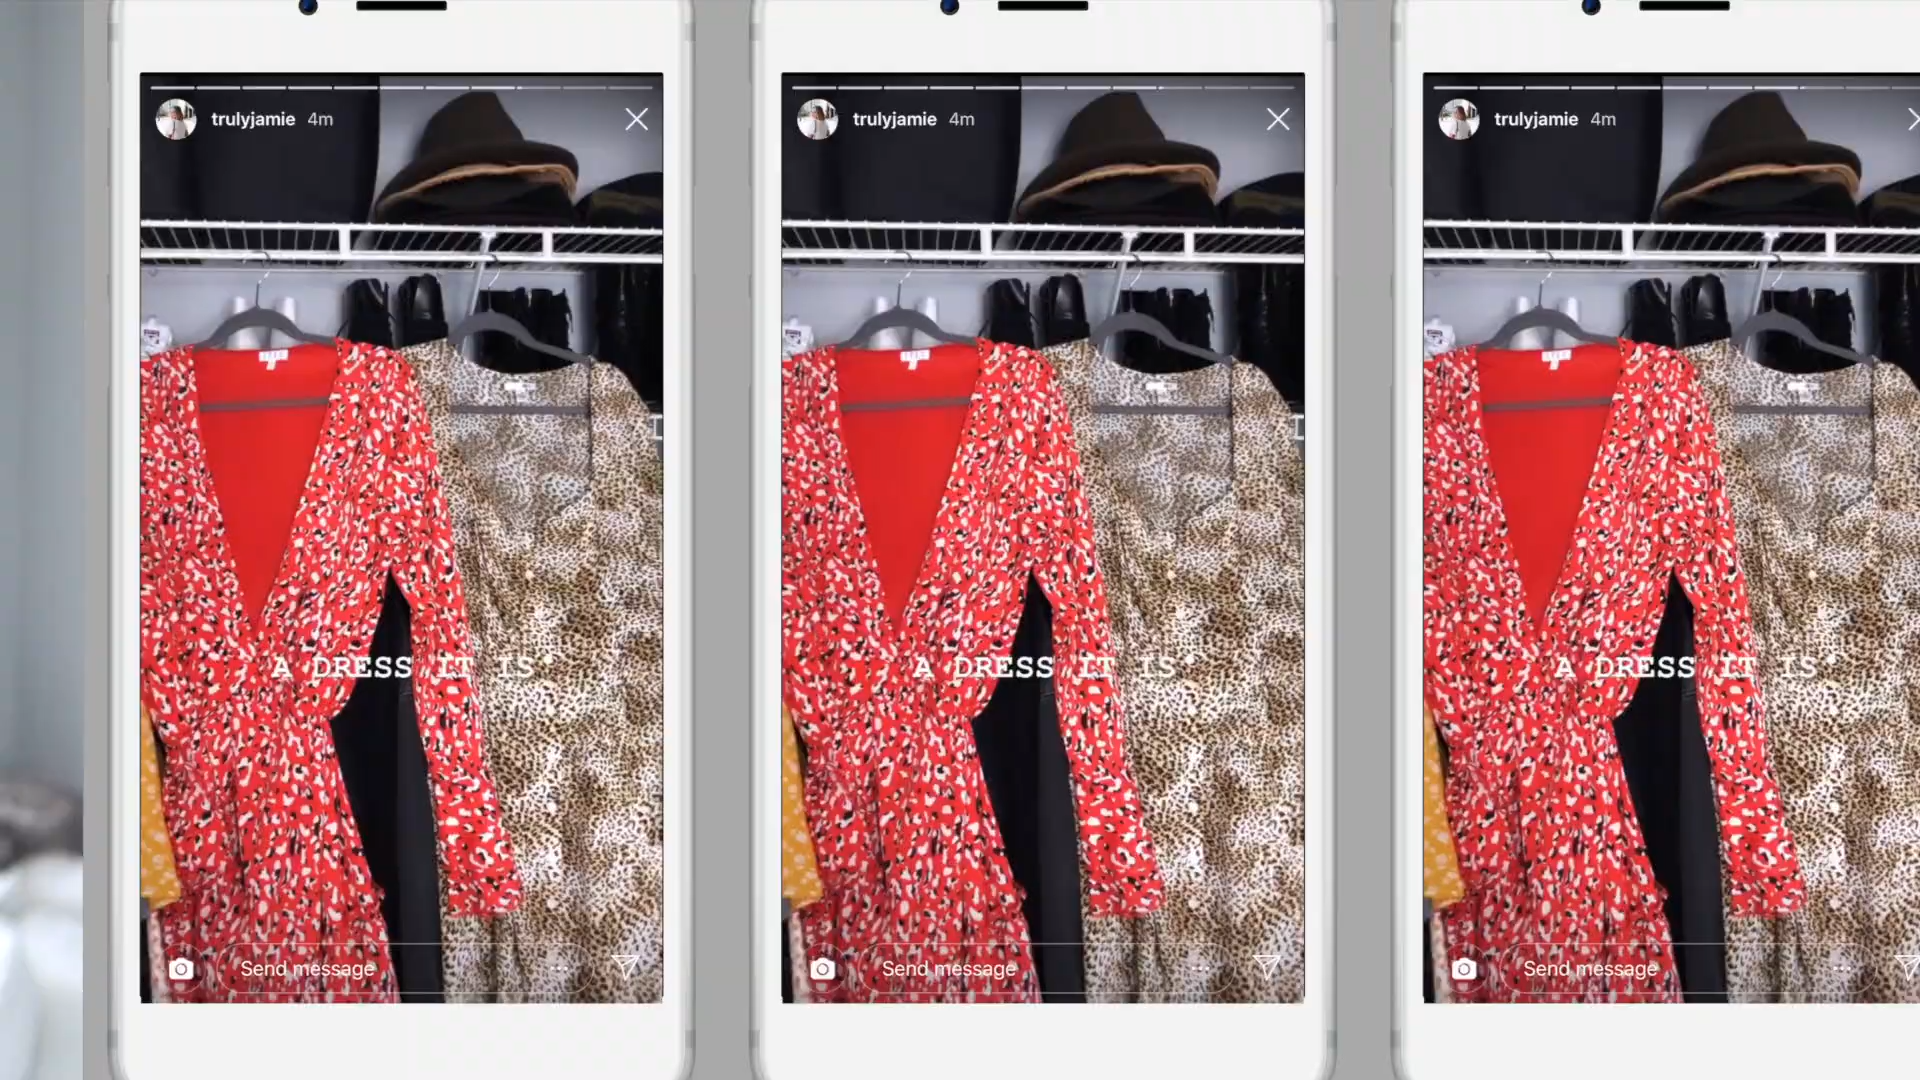 trulyjamie 4m
A DRESS IT IS
Send message
trulyjamie 4m
A DRESS IT IS
Send message
trulyjamie 4m
A DRESS IT IS
Send message